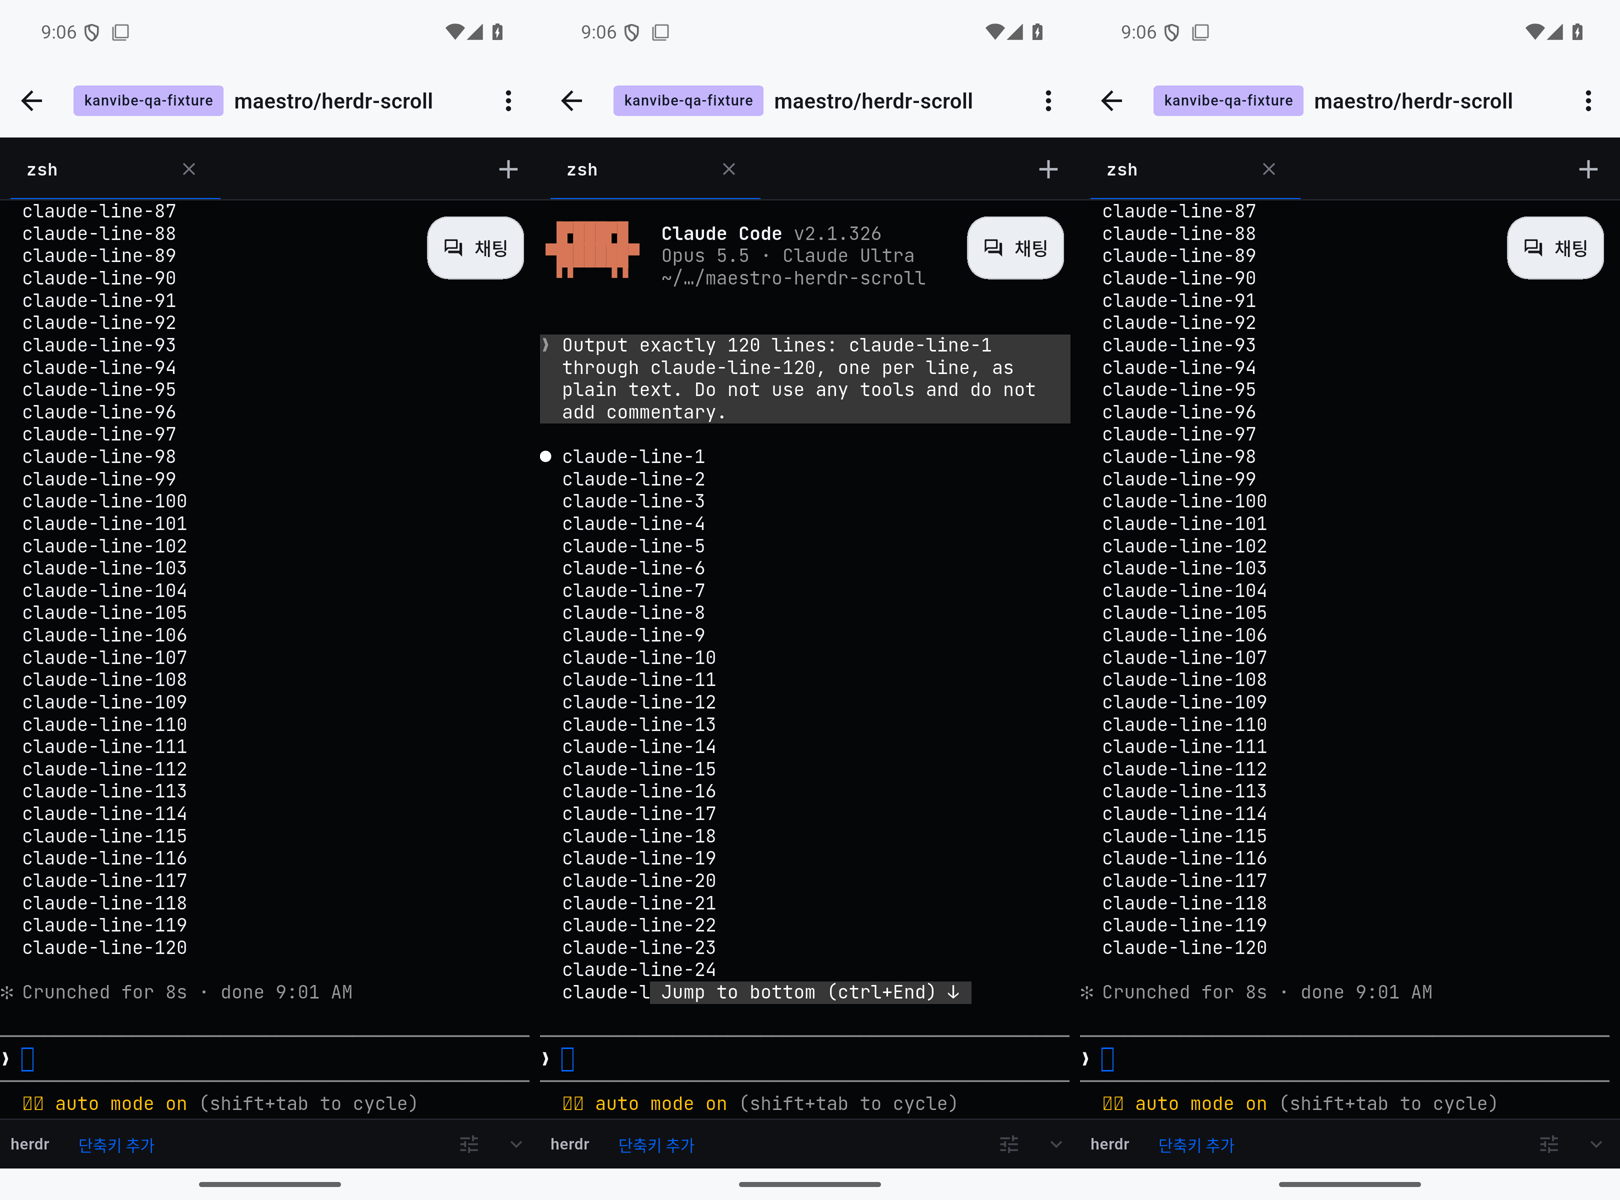 9:06
kanvibe-qa-fixture maestro/herdr-scroll
zsh
claude-line-87
claude-line-88
채팅
claude-line-89
claude-line-90
claude-line-91
claude-line-92
claude-line-93
claude-line-94
claude-line-95
claude-line-96
claude-line-97
claude-line-98
claude-line-99
claude-line-100
claude-line-101
claude-line-102
claude-line-103
claude-line-104
claude-line-105
claude-line-106
claude-line-107
claude-line-108
claude-line-109
claude-line-110
claude-line-111
claude-line-112
claude-line-113
claude-line-114
claude-line-115
claude-line-116
claude-line-117
claude-line-118
claude-line-119
claude-line-120
✻ Crunched for 8s · done 9:01 AM
❯
auto mode on (shift+tab to cycle)
herdr 단축키 추가
9:06
kanvibe-qa-fixture maestro/herdr-scroll
zsh
Claude Code v2.1.326
Opus 5.5 · Claude Ultra
~/…/maestro-herdr-scroll
채팅
❯ Output exactly 120 lines: claude-line-1
through claude-line-120, one per line, as
plain text. Do not use any tools and do not
add commentary.
● claude-line-1
claude-line-2
claude-line-3
claude-line-4
claude-line-5
claude-line-6
claude-line-7
claude-line-8
claude-line-9
claude-line-10
claude-line-11
claude-line-12
claude-line-13
claude-line-14
claude-line-15
claude-line-16
claude-line-17
claude-line-18
claude-line-19
claude-line-20
claude-line-21
claude-line-22
claude-line-23
claude-line-24
claude-l Jump to bottom (ctrl+End) ↓
❯
auto mode on (shift+tab to cycle)
herdr 단축키 추가
9:06
kanvibe-qa-fixture maestro/herdr-scroll
zsh
claude-line-87
claude-line-88
채팅
claude-line-89
claude-line-90
claude-line-91
claude-line-92
claude-line-93
claude-line-94
claude-line-95
claude-line-96
claude-line-97
claude-line-98
claude-line-99
claude-line-100
claude-line-101
claude-line-102
claude-line-103
claude-line-104
claude-line-105
claude-line-106
claude-line-107
claude-line-108
claude-line-109
claude-line-110
claude-line-111
claude-line-112
claude-line-113
claude-line-114
claude-line-115
claude-line-116
claude-line-117
claude-line-118
claude-line-119
claude-line-120
✻ Crunched for 8s · done 9:01 AM
❯
auto mode on (shift+tab to cycle)
herdr 단축키 추가